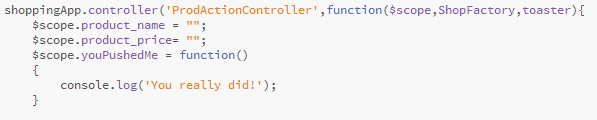 shoppingApp.controller('ProdActionController',function($scope,ShopFactory,toaster){
    $scope.product_name = "";
    $scope.product_price= "";
    $scope.youPushedMe = function()
    {
        console.log('You really did!');
    }